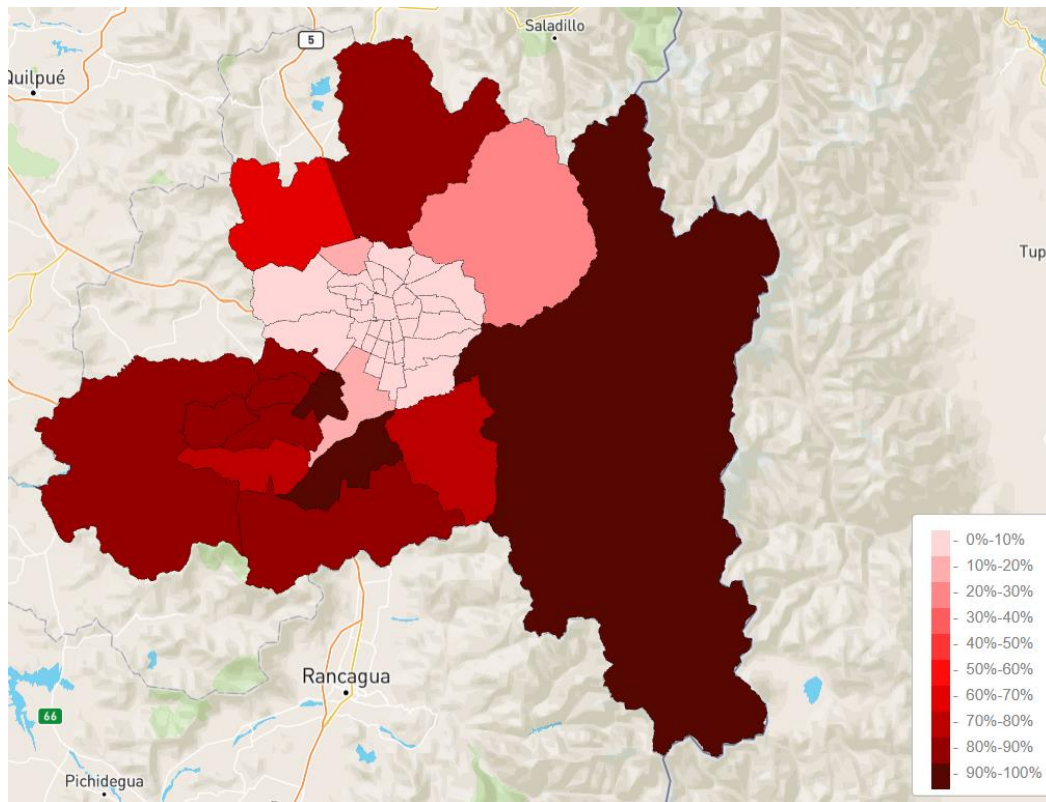 Saladillo
5
Quilpué
Tup
- 0%-10%
- 10%-20%
- 20%-30%
- 30%-40%
- 40%-50%
- 50%-60%
- 60%-70%
- 70%-80%
- 80%-90%
- 90%-100%
Rancagua
66
Pichidegua